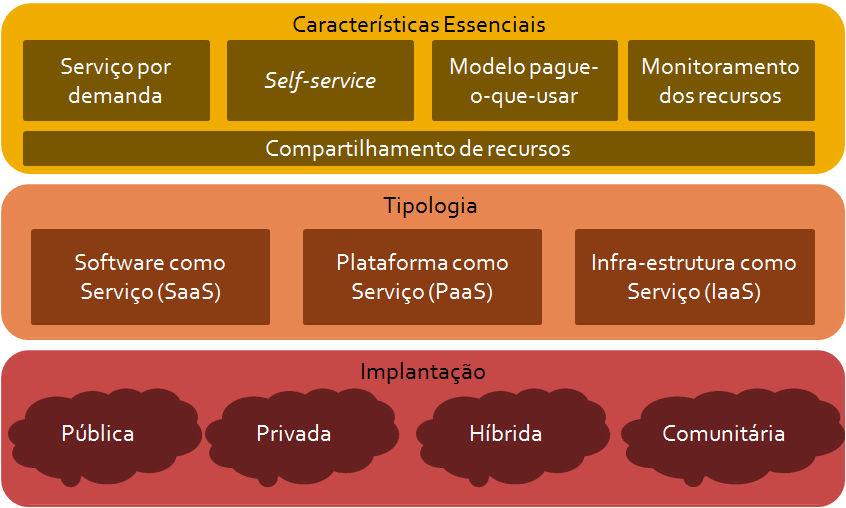 Características Essenciais
Serviço por
demanda
Self-service
Modelo pague-
o-que-usar
Monitoramento
dos recursos
Compartilhamento de recursos
Tipologia
Software como
Serviço (SaaS)
Plataforma como
Serviço (PaaS)
Infra-estrutura como
Serviço (IaaS)
Implantação
Pública
Privada
Híbrida
Comunitária